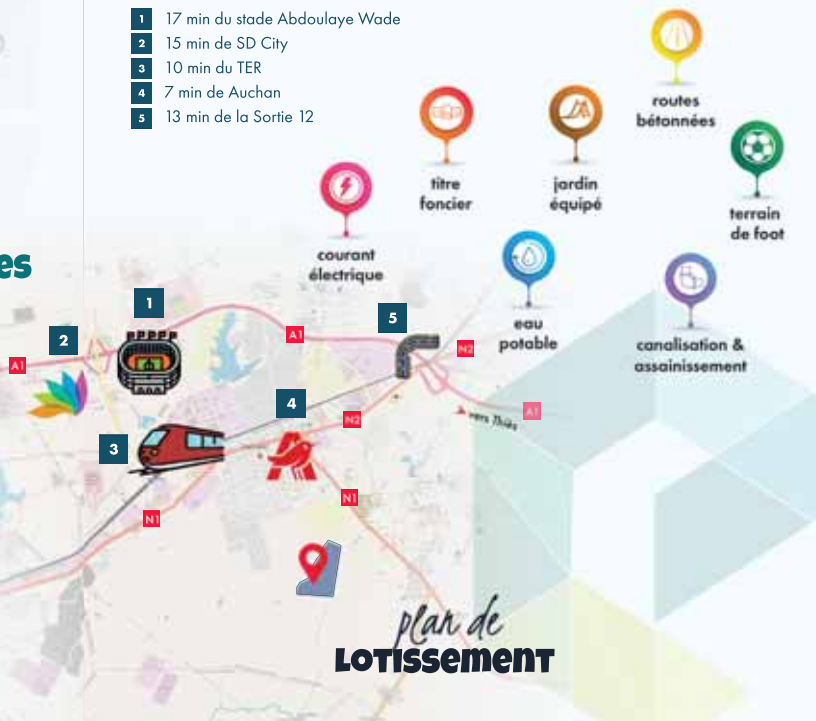 1 17 min du stade Abdoulaye Wade
2 15 min de SD City
3 10 min du TER
4 7 min de Auchan
5 13 min de la Sortie 12
routes
bétonnées
titre
foncier
jardin
équipé
terrain
de foot
courant
électrique
eau
potable
canalisation &
assainissement
es
1
2
5
A1
A1
N2
4
N2
A1
vers Thiès
3
N1
N1
plan de
LOTISSEMENT